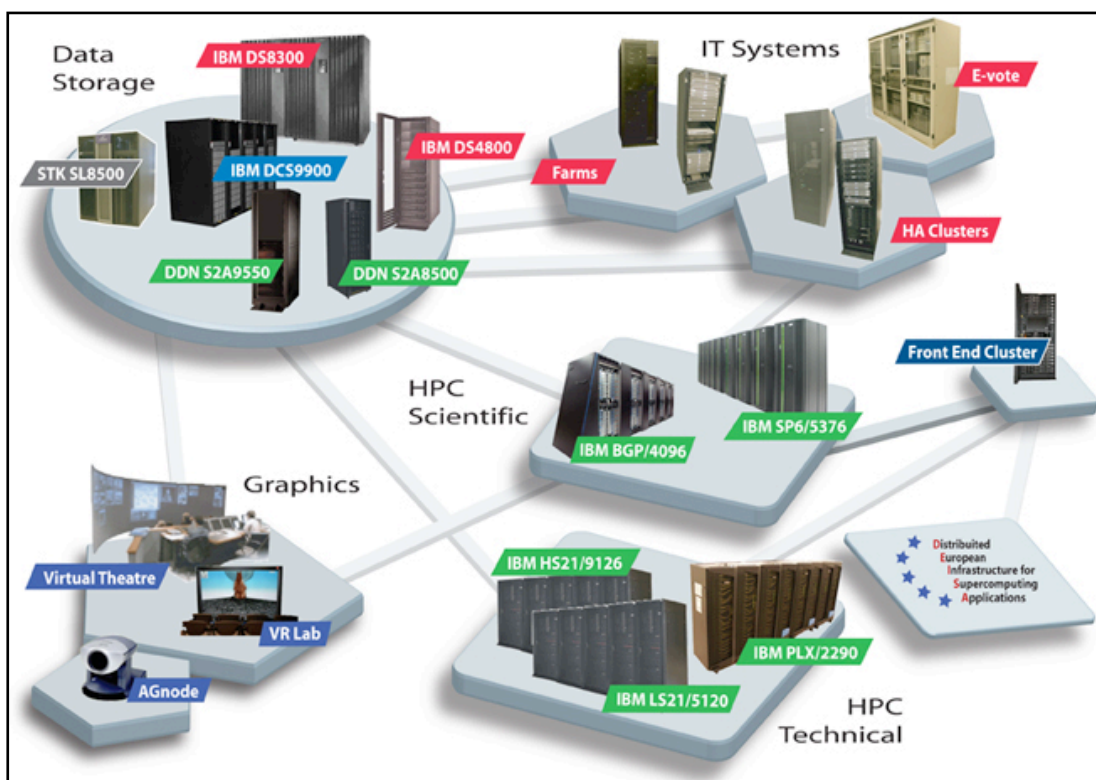 Data
Storage
IBM DS8300
STK SL8500
IBM DCS9900
IBM DS4800
DDN S2A9550
DDN S2A8500
IT Systems
E-vote
Farms
HA Clusters
HPC
Scientific
IBM BGP/4096
IBM SP6/5376
Front End Cluster
Graphics
Virtual Theatre
VR Lab
AGnode
IBM HS21/9126
IBM PLX/2290
IBM LS21/5120
HPC
Technical
Distribuited
European
Infrastructure for
Supercomputing
Applications